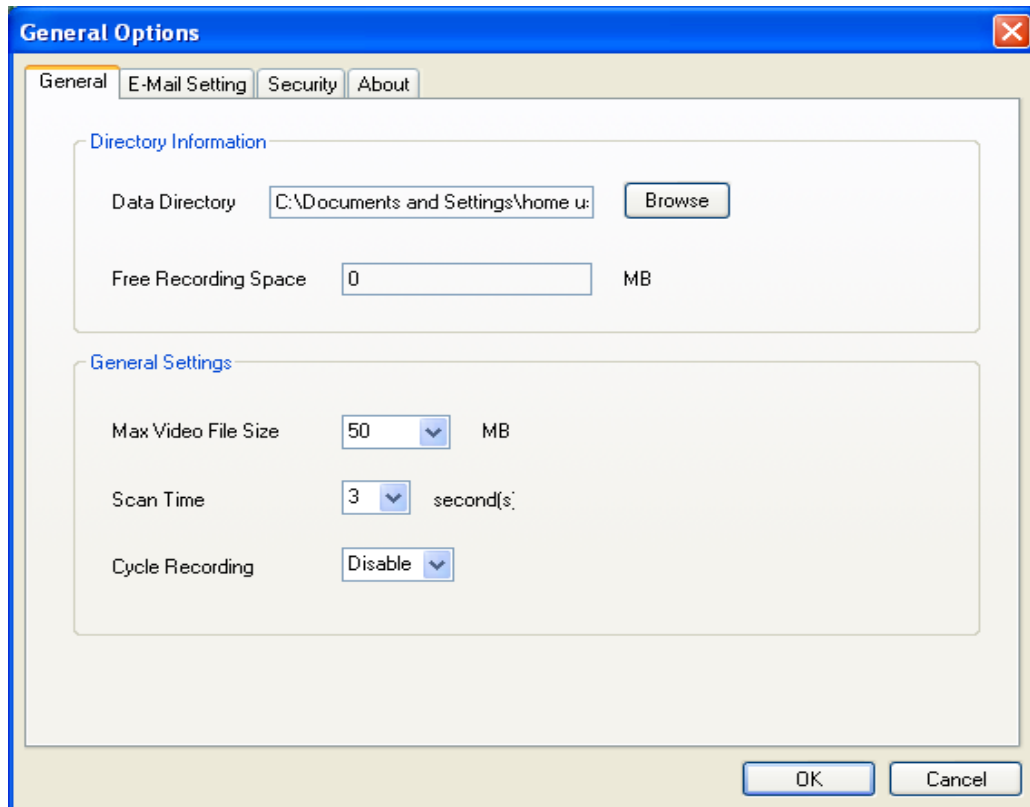 General Options
General E-Mail Setting Security About
Directory Information
Data Directory C:\Documents and Settings\home u Browse
Free Recording Space 0 MB
General Settings
Max Video File Size 50 MB
Scan Time 3 second(s)
Cycle Recording Disable
OK Cancel